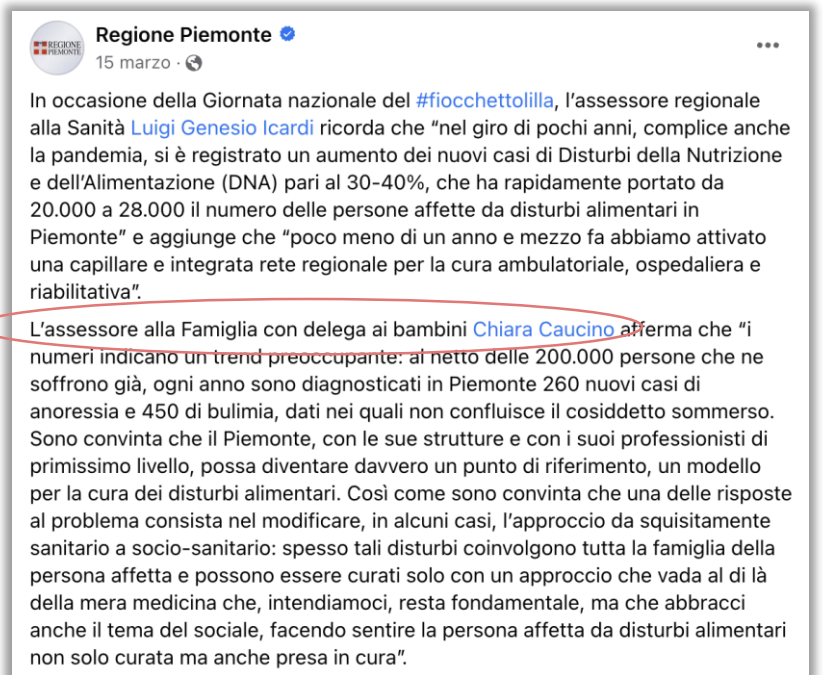 REGIONE
PIEMONTE
Regione Piemonte
15 marzo ·
In occasione della Giornata nazionale del #fiocchettolilla, l'assessore regionale
alla Sanità Luigi Genesio Icardi ricorda che “nel giro di pochi anni, complice anche
la pandemia, si è registrato un aumento dei nuovi casi di Disturbi della Nutrizione
e dell'Alimentazione (DNA) pari al 30-40%, che ha rapidamente portato da
20.000 a 28.000 il numero delle persone affette da disturbi alimentari in
Piemonte” e aggiunge che “poco meno di un anno e mezzo fa abbiamo attivato
una capillare e integrata rete regionale per la cura ambulatoriale, ospedaliera e
riabilitativa”.
L'assessore alla Famiglia con delega ai bambini Chiara Caucino afferma che “i
numeri indicano un trend preoccupante: al netto delle 200.000 persone che ne
soffrono già, ogni anno sono diagnosticati in Piemonte 260 nuovi casi di
anoressia e 450 di bulimia, dati nei quali non confluisce il cosiddetto sommerso.
Sono convinta che il Piemonte, con le sue strutture e con i suoi professionisti di
primissimo livello, possa diventare davvero un punto di riferimento, un modello
per la cura dei disturbi alimentari. Così come sono convinta che una delle risposte
al problema consista nel modificare, in alcuni casi, l'approccio da squisitamente
sanitario a socio-sanitario: spesso tali disturbi coinvolgono tutta la famiglia della
persona affetta e possono essere curati solo con un approccio che vada al di là
della mera medicina che, intendiamoci, resta fondamentale, ma che abbracci
anche il tema del sociale, facendo sentire la persona affetta da disturbi alimentari
non solo curata ma anche presa in cura”.